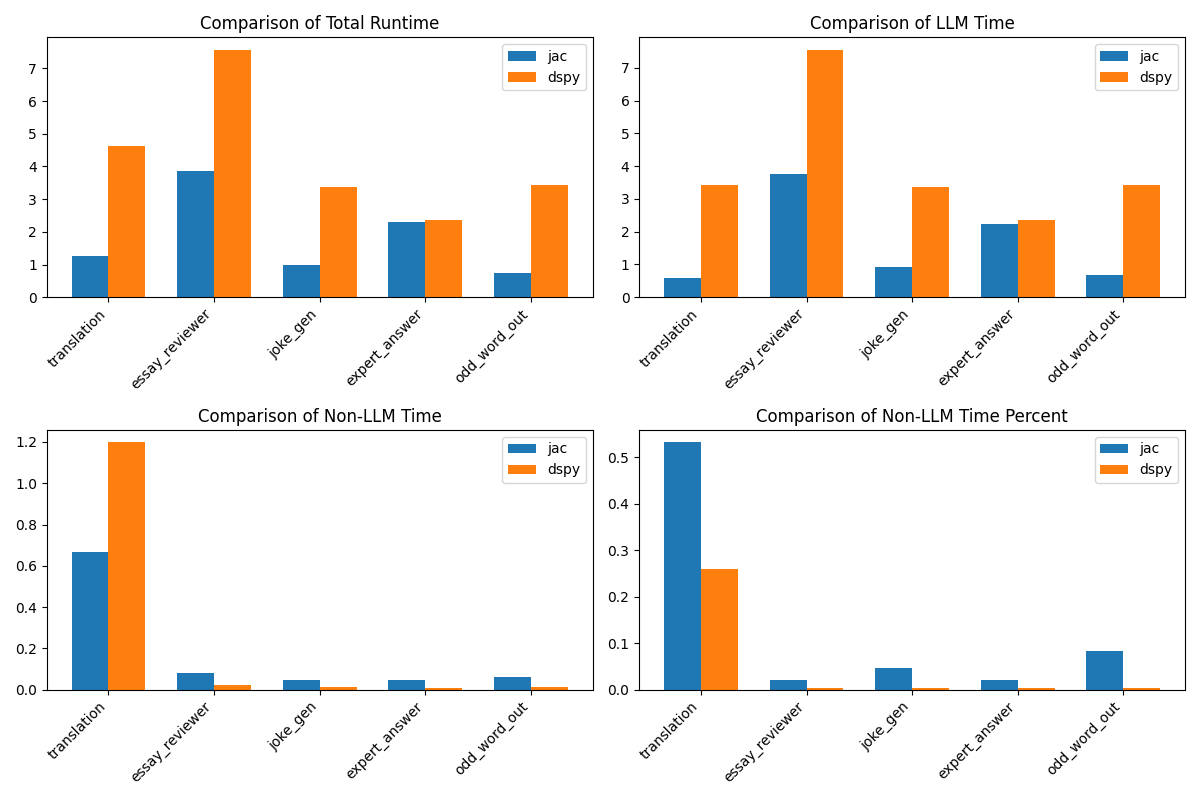 Comparison of Total Runtime
7
6
5
4
3
2
1
0
jac
dspy
translation
essay_reviewer
joke_gen
expert_answer
odd_word_out
Comparison of LLM Time
7
6
5
4
3
2
1
0
jac
dspy
translation
essay_reviewer
joke_gen
expert_answer
odd_word_out
Comparison of Non-LLM Time
1.2
1.0
0.8
0.6
0.4
0.2
0.0
jac
dspy
translation
essay_reviewer
joke_gen
expert_answer
odd_word_out
Comparison of Non-LLM Time Percent
0.5
0.4
0.3
0.2
0.1
0.0
jac
dspy
translation
essay_reviewer
joke_gen
expert_answer
odd_word_out